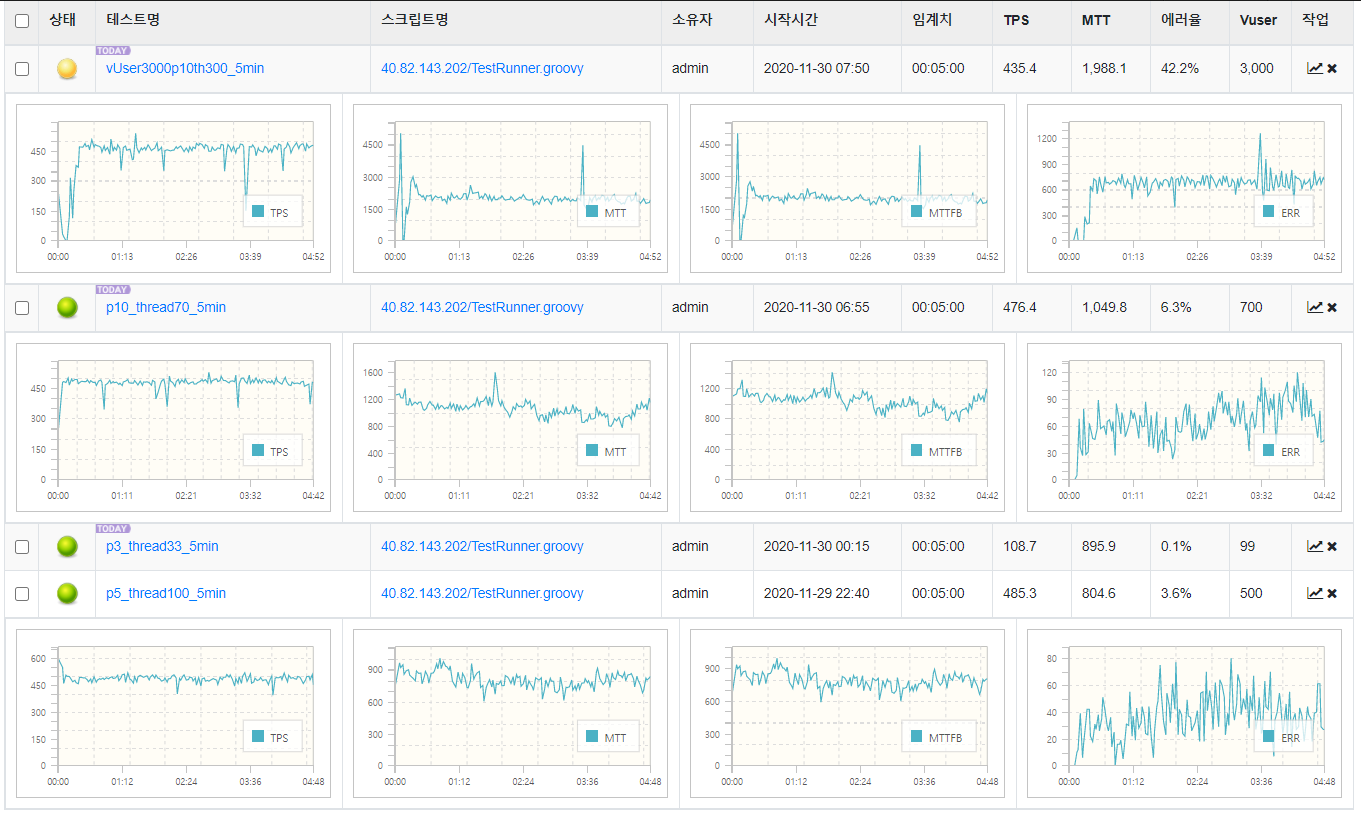 상태 테스트명 스크립트명 소유자 시작시간 임계치 TPS MTT 에러율 Vuser 작업
TODAY
vUser3000p10th300_5min 40.82.143.202/TestRunner.groovy admin 2020-11-30 07:50 00:05:00 435.4 1,988.1 42.2% 3,000
450
300
150
0
00:00 01:13 02:26 03:39 04:52
TPS
4500
3000
1500
0
00:00 01:13 02:26 03:39 04:52
MTT
4500
3000
1500
0
00:00 01:13 02:26 03:39 04:52
MTTFB
1200
900
600
300
0
00:00 01:13 02:26 03:39 04:52
ERR
TODAY
p10_thread70_5min 40.82.143.202/TestRunner.groovy admin 2020-11-30 06:55 00:05:00 476.4 1,049.8 6.3% 700
450
300
150
0
00:00 01:11 02:21 03:32 04:42
TPS
1600
1200
800
400
0
00:00 01:11 02:21 03:32 04:42
MTT
1200
800
400
0
00:00 01:11 02:21 03:32 04:42
MTTFB
120
90
60
30
0
00:00 01:11 02:21 03:32 04:42
ERR
TODAY
p3_thread33_5min 40.82.143.202/TestRunner.groovy admin 2020-11-30 00:15 00:05:00 108.7 895.9 0.1% 99
p5_thread100_5min 40.82.143.202/TestRunner.groovy admin 2020-11-29 22:40 00:05:00 485.3 804.6 3.6% 500
600
450
300
150
0
00:00 01:12 02:24 03:36 04:48
TPS
900
600
300
0
00:00 01:12 02:24 03:36 04:48
MTT
900
600
300
0
00:00 01:12 02:24 03:36 04:48
MTTFB
80
60
40
20
0
00:00 01:12 02:24 03:36 04:48
ERR